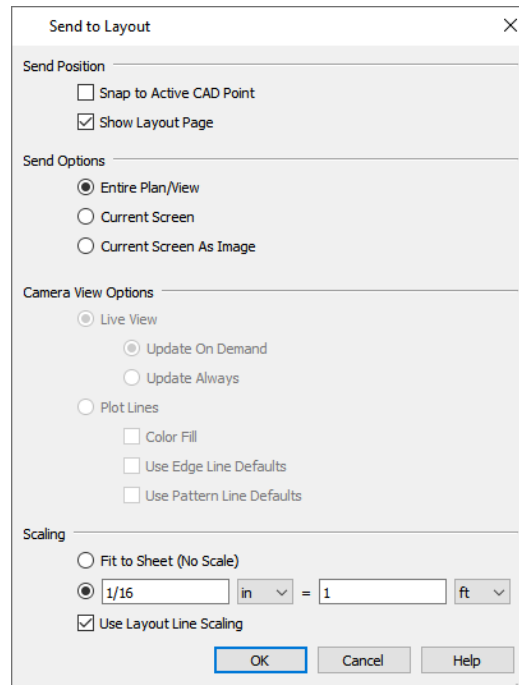 Send to Layout
Send Position
Snap to Active CAD Point
Show Layout Page
Send Options
Entire Plan/View
Current Screen
Current Screen As Image
Camera View Options
Live View
Update On Demand
Update Always
Plot Lines
Color Fill
Use Edge Line Defaults
Use Pattern Line Defaults
Scaling
Fit to Sheet (No Scale)
1/16 in = 1 ft
Use Layout Line Scaling
OK Cancel Help